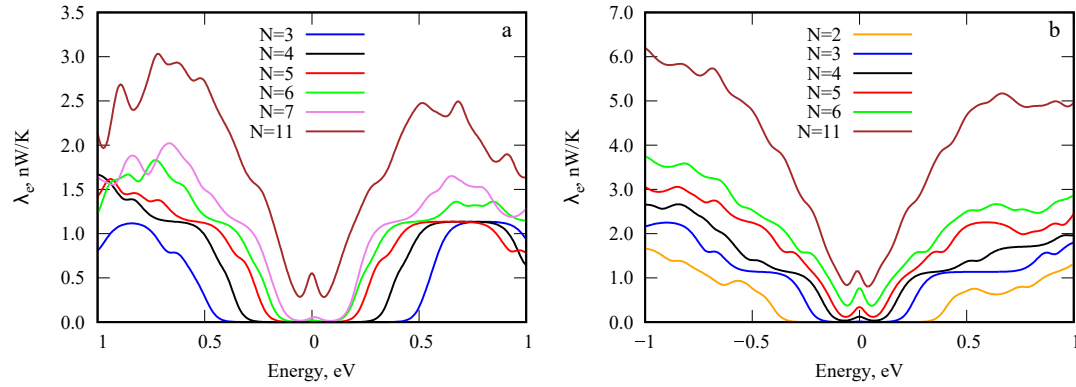 3.5
3.0
2.5
2.0
1.5
1.0
0.5
0.0
1
0.5
0
0.5
1
λe, nW/K
Energy, eV
a
N=3
N=4
N=5
N=6
N=7
N=11
7.0
6.0
5.0
4.0
3.0
2.0
1.0
0.0
−1
−0.5
0
0.5
1
λe, nW/K
Energy, eV
b
N=2
N=3
N=4
N=5
N=6
N=11